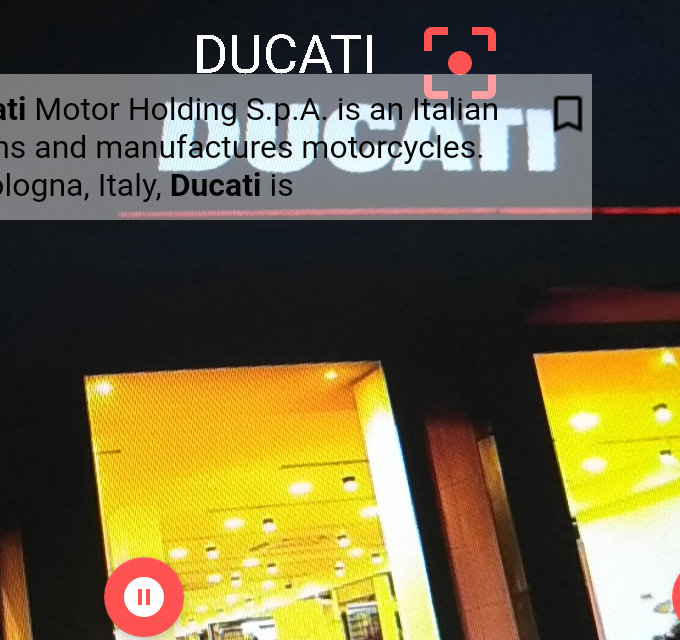 DUCATI
ati Motor Holding S.p.A. is an Italian
DUCATI
ns and manufactures motorcycles.
ologna, Italy, Ducati is